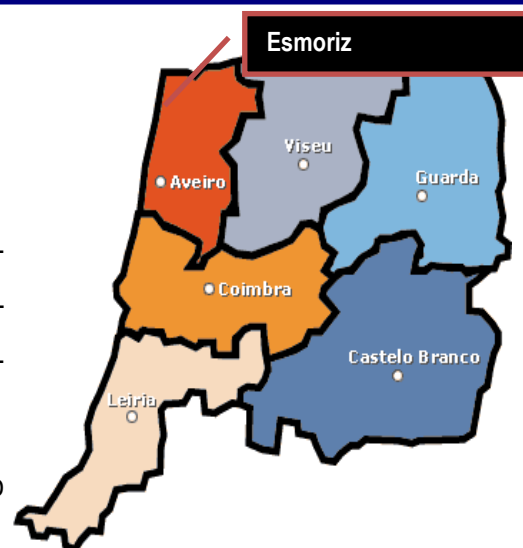 Esmoriz
Viseu
Guarda
Aveiro
Coimbra
Castelo Branco
Leiria
-
-
-
o